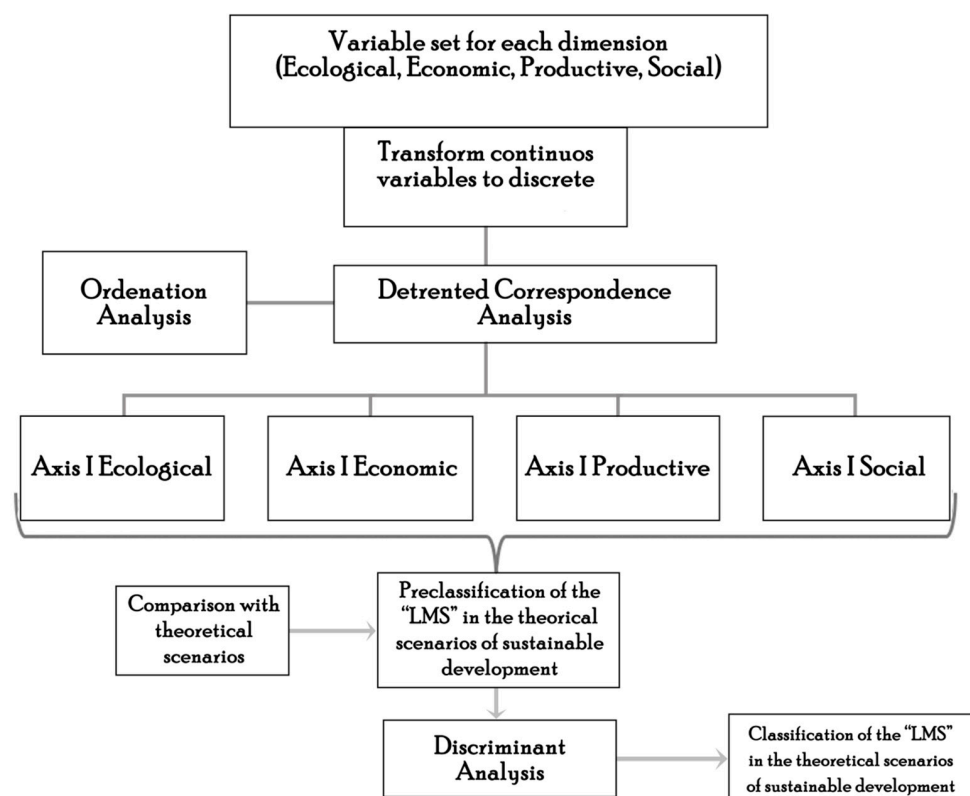 Variable set for each dimension
(Ecological, Economic, Productive, Social)
Transform continuos
variables to discrete
Ordenation
Analysis
Detrented Correspondence
Analysis
Axis I Ecological
Axis I Economic
Axis I Productive
Axis I Social
Comparison with
theoretical
scenarios
Preclassification of the
“LMS” in the theorical
scenarios of sustainable
development
Discriminant
Analysis
Classification of the “LMS”
in the theoretical scenarios
of sustainable development